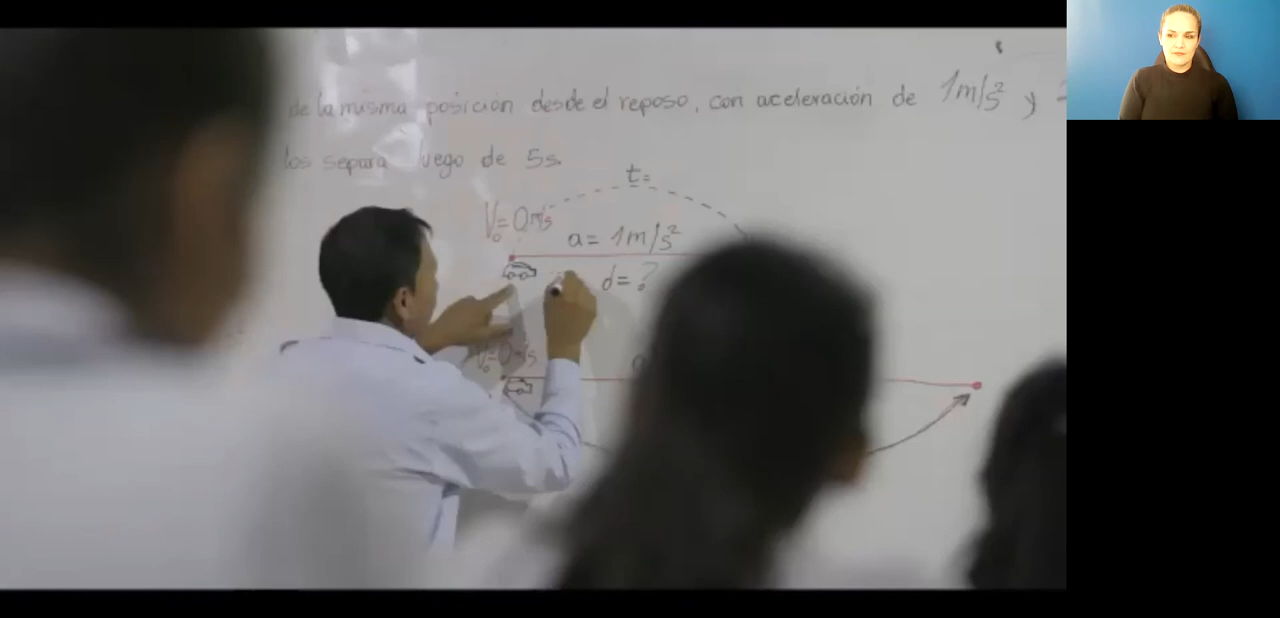 de la misma posición desde el reposo, con aceleración de 1m/s² y
los separa luego de 5s.
t=
V₀=0m/s
a= 1m/s²
d=?
V₀=0m/s